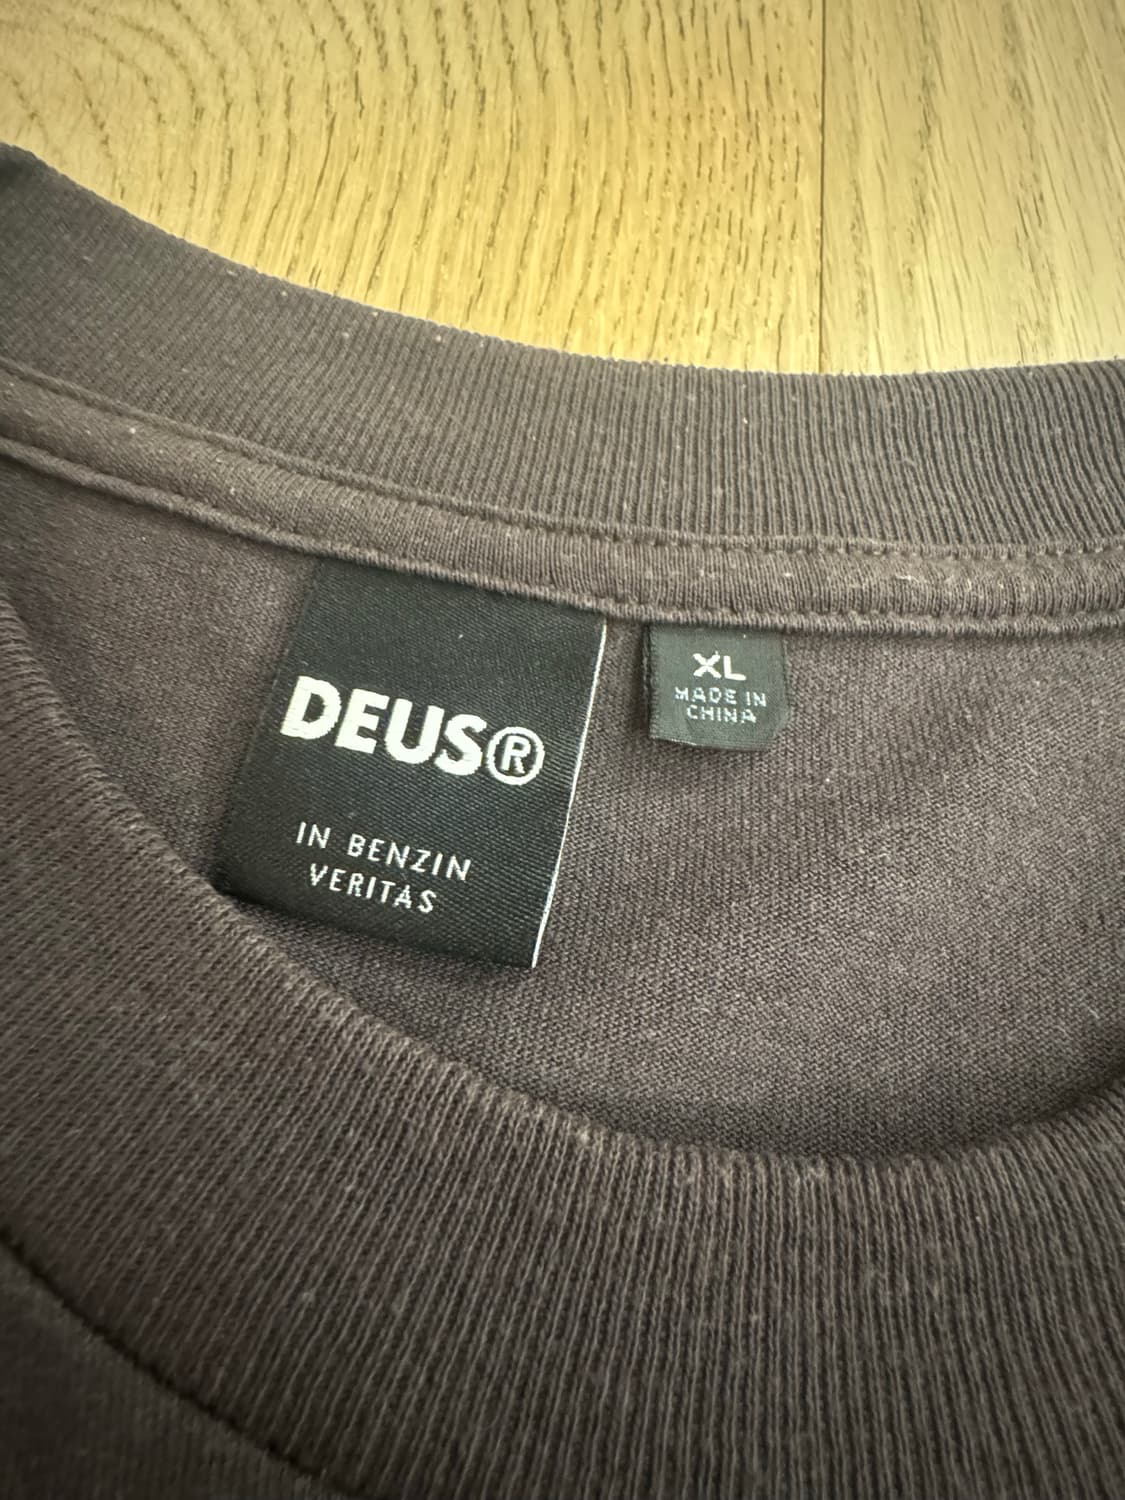 DEUS®
IN BENZIN
VERITAS
XL
MADE IN
CHINA